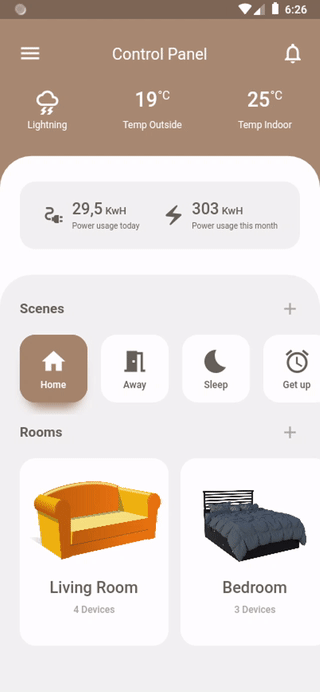 6:26
Control Panel
19°C 25°C
Lightning Temp Outside Temp Indoor
29,5 KwH 303 KwH
Power usage today Power usage this month
Scenes +
Home Away Sleep Get up
Rooms +
Living Room Bedroom
4 Devices 3 Devices